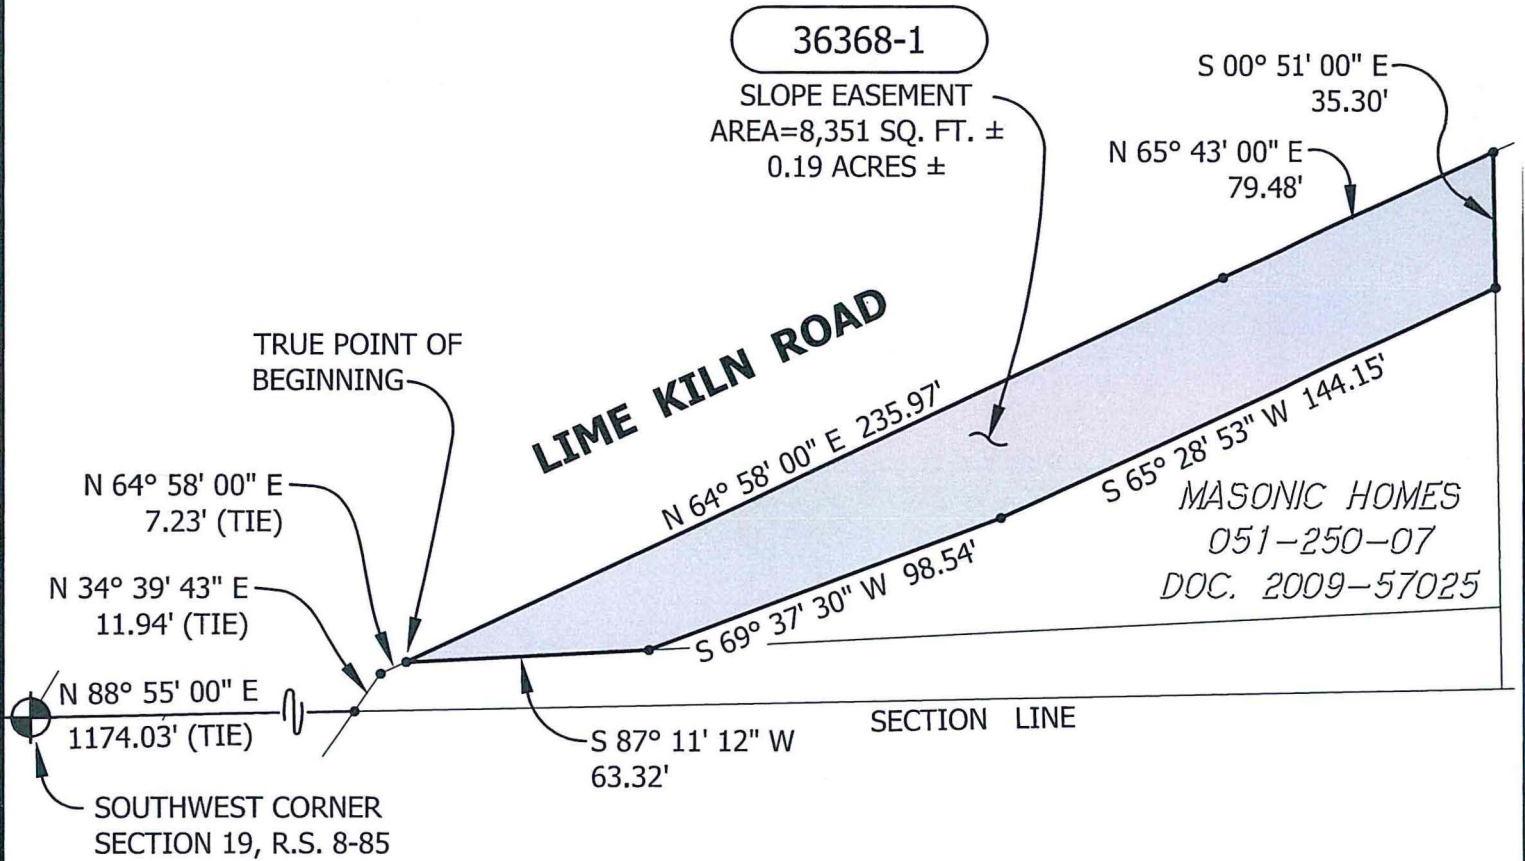 36368-1
SLOPE EASEMENT
AREA=8,351 SQ. FT. ±
0.19 ACRES ±
S 00° 51' 00" E
35.30'
N 65° 43' 00" E
79.48'
TRUE POINT OF
BEGINNING
LIME KILN ROAD
N 64° 58' 00" E 235.97'
N 64° 58' 00" E
7.23' (TIE)
N 34° 39' 43" E
11.94' (TIE)
N 88° 55' 00" E
1174.03' (TIE)
S 65° 28' 53" W 144.15'
MASONIC HOMES
051-250-07
DOC. 2009-57025
S 69° 37' 30" W 98.54'
S 87° 11' 12" W
63.32'
SECTION LINE
SOUTHWEST CORNER
SECTION 19, R.S. 8-85